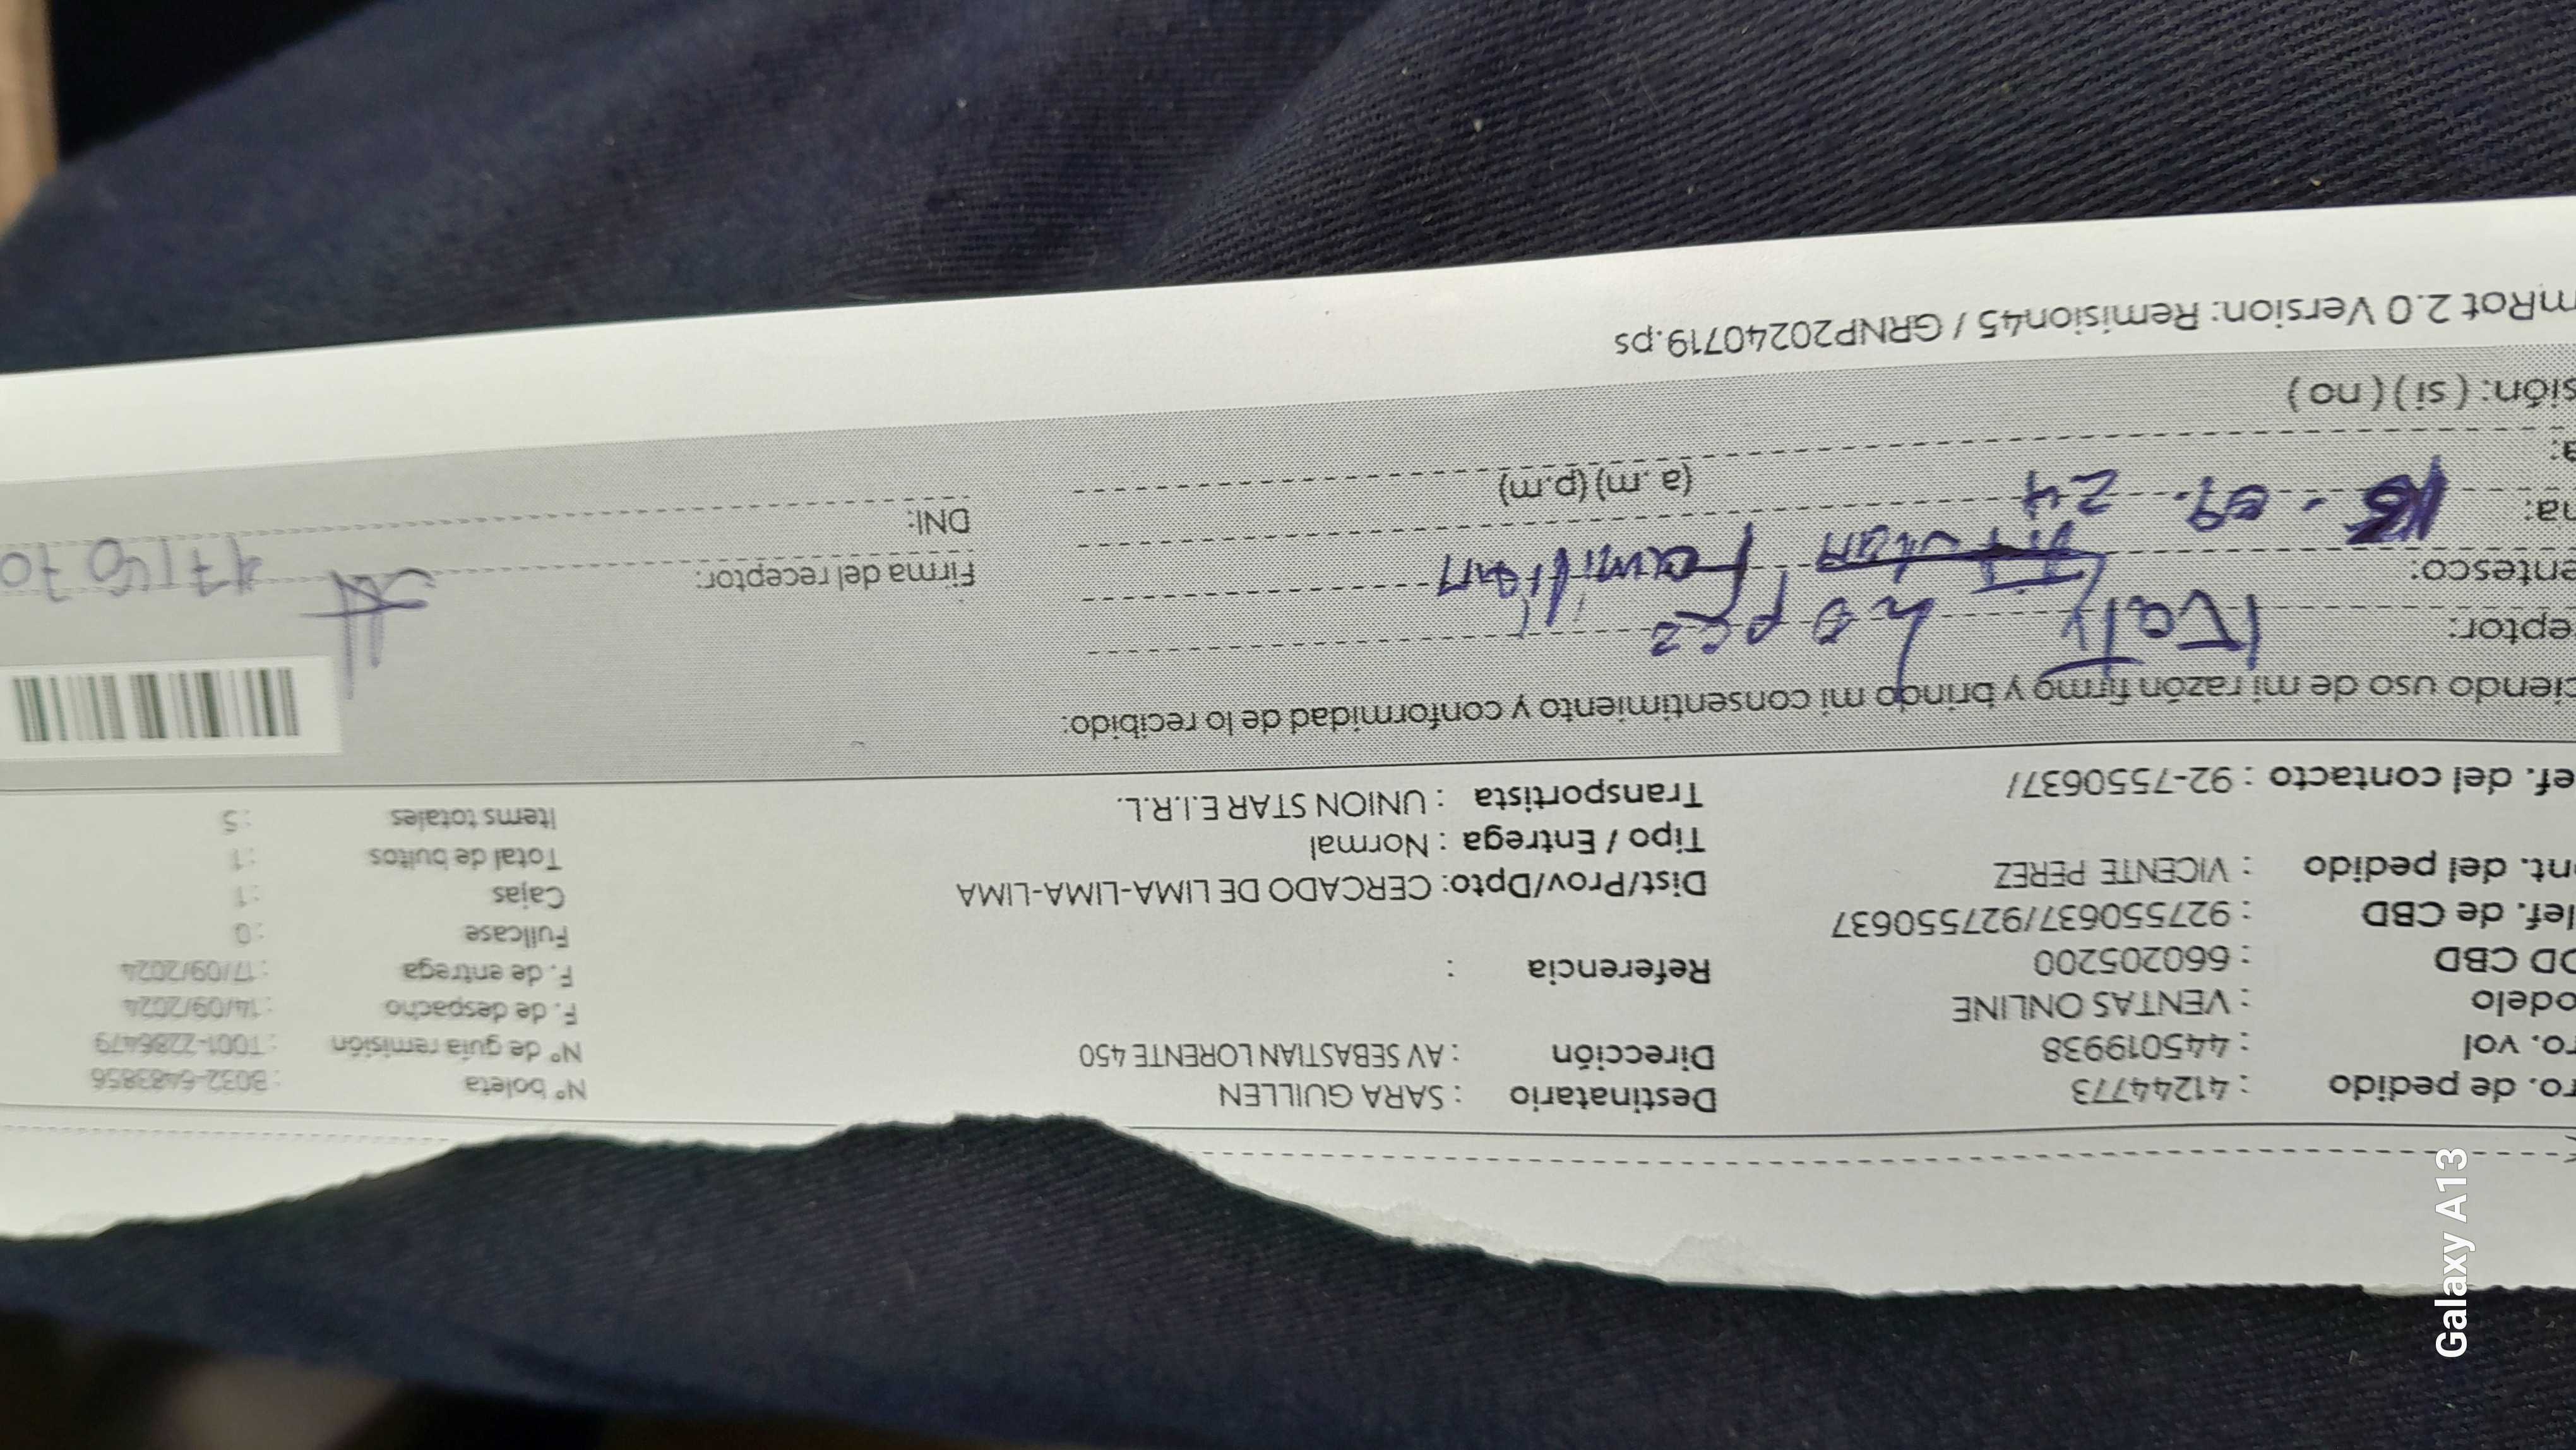 ro. de pedido : 41244773
ro. vol : 445019938
odelo : VENTAS ONLINE
OD CBD : 660205200
lef. de CBD : 927550637/927550637
nt. del pedido : VICENTE PEREZ
ef. del contacto : 92-7550637/
Destinatario : SARA GUILLEN
Dirección : AV SEBASTIAN LORENTE 450
Referencia :
Dist/Prov/Dpto: CERCADO DE LIMA-LIMA-LIMA
Tipo / Entrega : Normal
Transportista : UNION STAR E.I.R.L.
Nº boleta : B032-6483856
Nº de guía remisión : T001-2286479
F. de despacho : 14/09/2024
F. de entrega : 17/09/2024
Fullcase : 0
Cajas : 1
Total de bultos : 1
Items totales : 5
ciendo uso de mi razón firmo y brindo mi consentimiento y conformidad de lo recibido:
eptor: Katy Lopez
entesco: Familiar
na: 09. 24
a: (a.m) (p.m)
sión: ( si ) ( no )
Firma del receptor:
DNI:
mRot 2.0 Version: Remision45 / GRNP20240719.ps
Galaxy A13